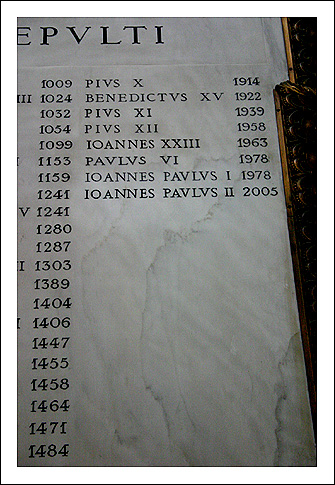 EPVLTI
1009 PIVS X 1914
III 1024 BENEDICTVS XV 1922
1032 PIVS XI 1939
1054 PIVS XII 1958
1099 IOANNES XXIII 1963
I 1153 PAVLVS VI 1978
1159 IOANNES PAVLVS I 1978
1241 IOANNES PAVLVS II 2005
V 1241
1280
1287
II 1303
1389
1404
I 1406
1447
1455
1458
1464
1471
1484